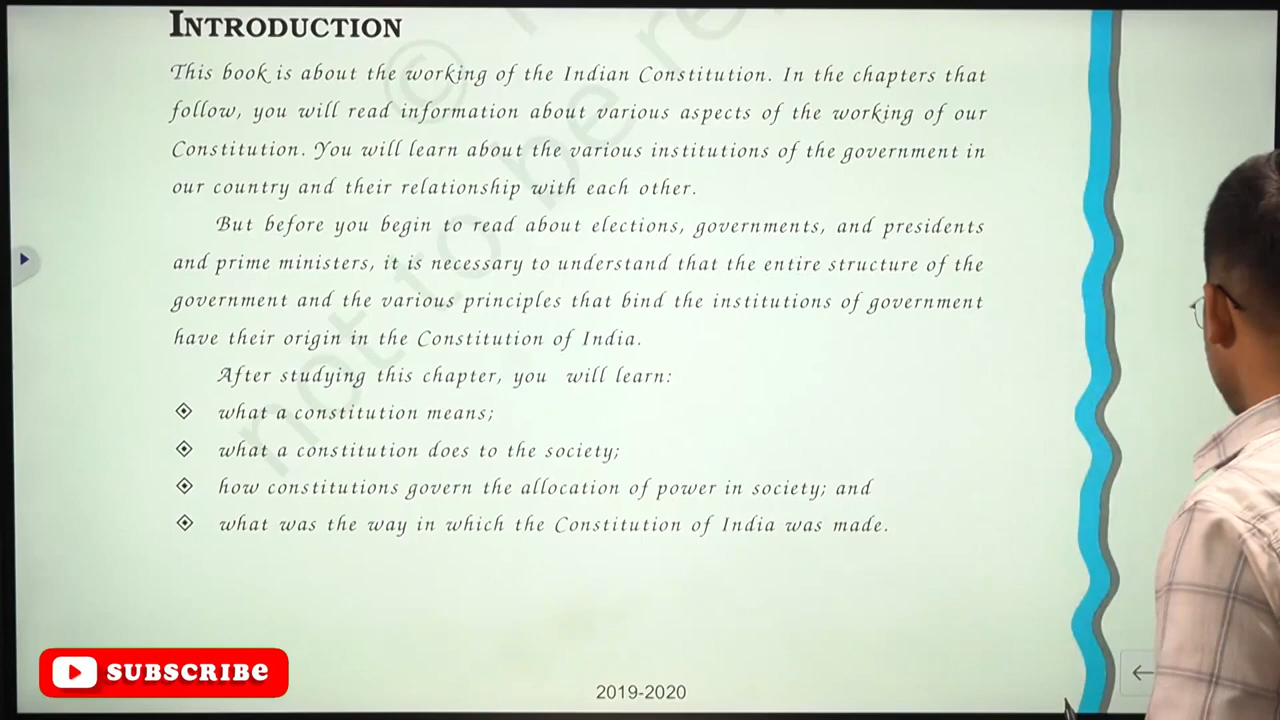 INTRODUCTION
This book is about the working of the Indian Constitution. In the chapters that
follow, you will read information about various aspects of the working of our
Constitution. You will learn about the various institutions of the government in
our country and their relationship with each other.
But before you begin to read about elections, governments, and presidents
and prime ministers, it is necessary to understand that the entire structure of the
government and the various principles that bind the institutions of government
have their origin in the Constitution of India.
After studying this chapter, you will learn:
what a constitution means;
what a constitution does to the society;
how constitutions govern the allocation of power in society; and
what was the way in which the Constitution of India was made.
© 
not to be re
SUBSCRIBE
2019-2020